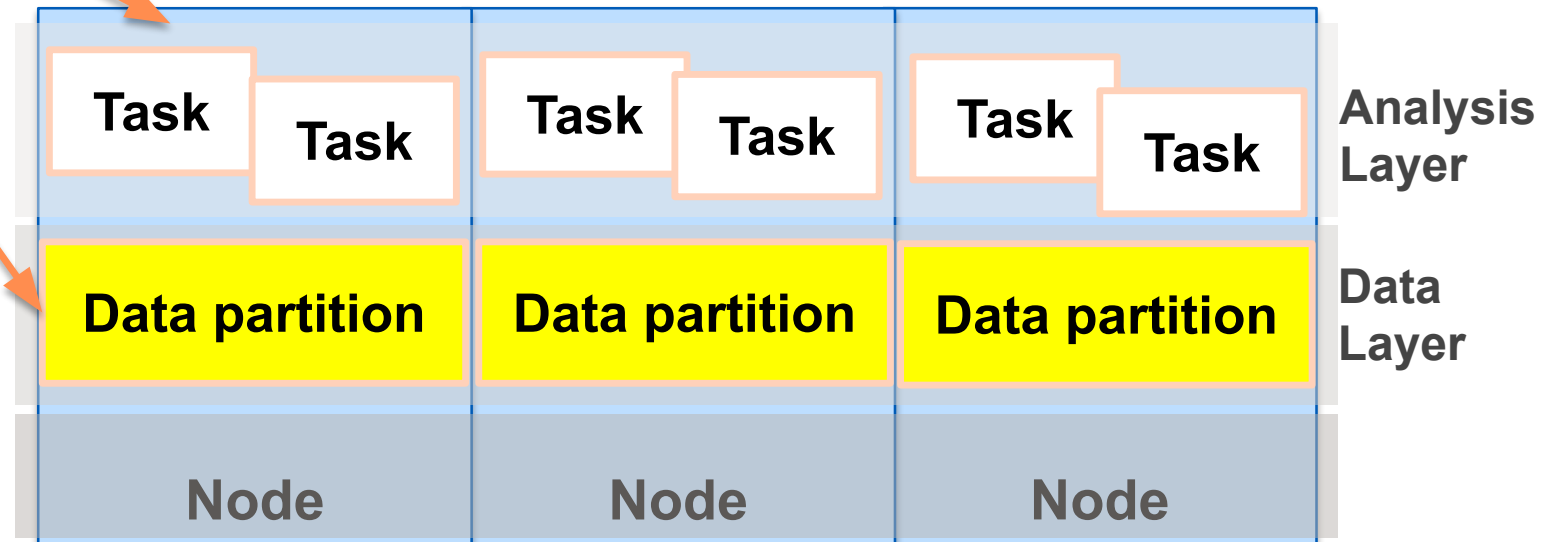 Task
Task
Task
Task
Task
Task
Analysis
Layer
Data partition
Data partition
Data partition
Data
Layer
Node
Node
Node